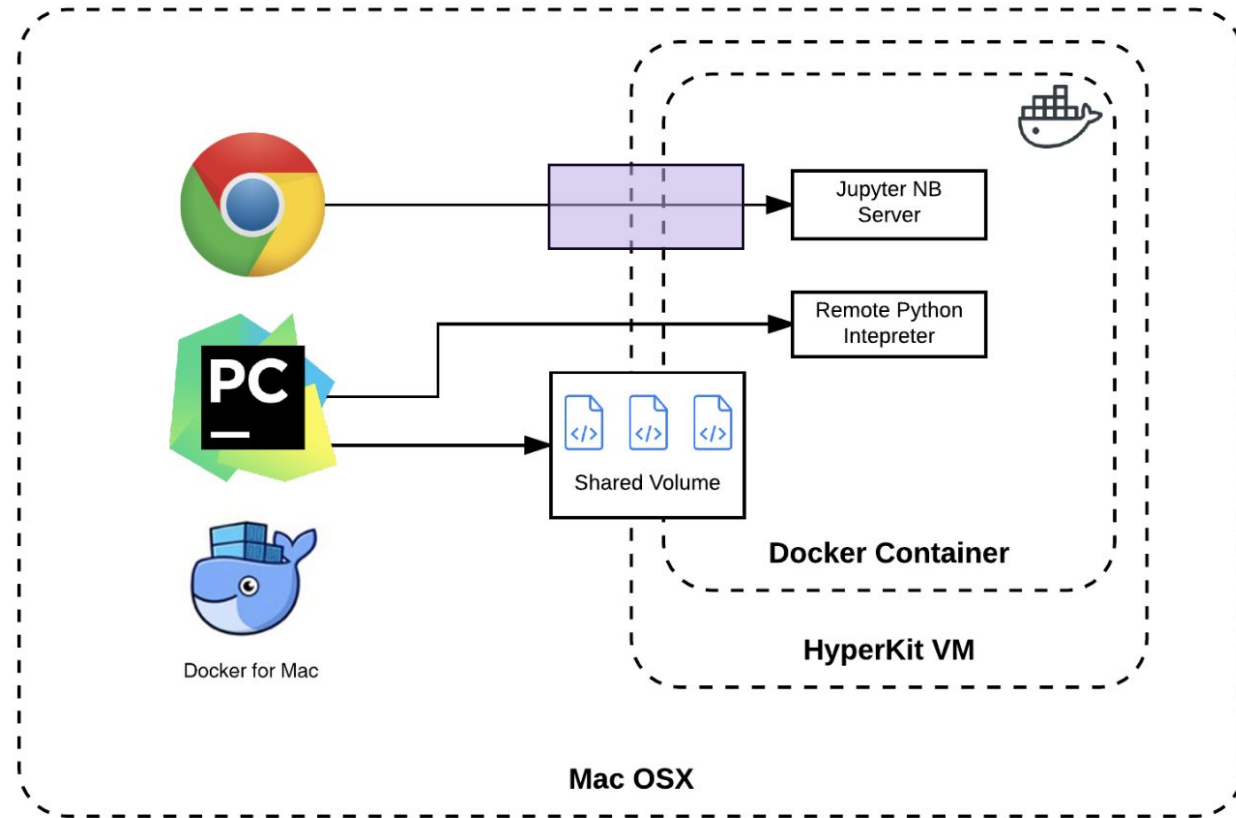 Jupyter NB
Server
Remote Python
Intepreter
PC
</>
</>
</>
Shared Volume
Docker Container
Docker for Mac
HyperKit VM
Mac OSX